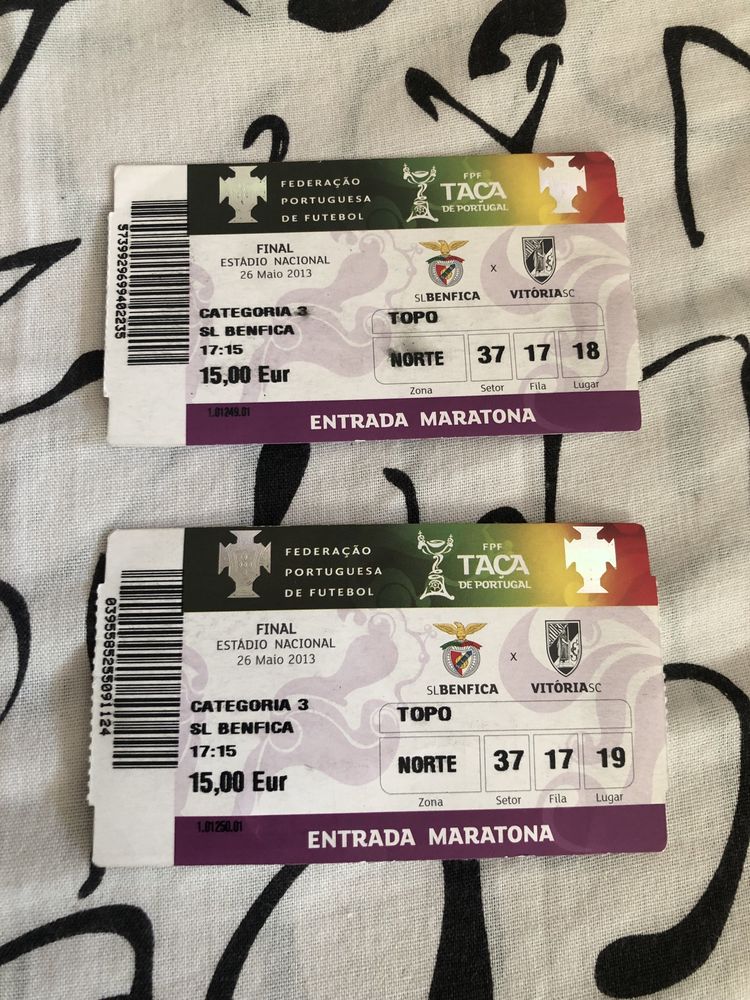 FEDERAÇÃO
PORTUGUESA
DE FUTEBOL
FPF
TAÇA
DE PORTUGAL
5739929699402235
FINAL
ESTÁDIO NACIONAL
26 Maio 2013
SLBENFICA x VITÓRIASC
CATEGORIA 3
SL BENFICA
17:15
15,00 Eur
TOPO
NORTE 37 17 18
Zona Setor Fila Lugar
1.01249.01
ENTRADA MARATONA
FEDERAÇÃO
PORTUGUESA
DE FUTEBOL
FPF
TAÇA
DE PORTUGAL
0395585255091124
FINAL
ESTÁDIO NACIONAL
26 Maio 2013
SLBENFICA x VITÓRIASC
CATEGORIA 3
SL BENFICA
17:15
15,00 Eur
TOPO
NORTE 37 17 19
Zona Setor Fila Lugar
1.01250.01
ENTRADA MARATONA